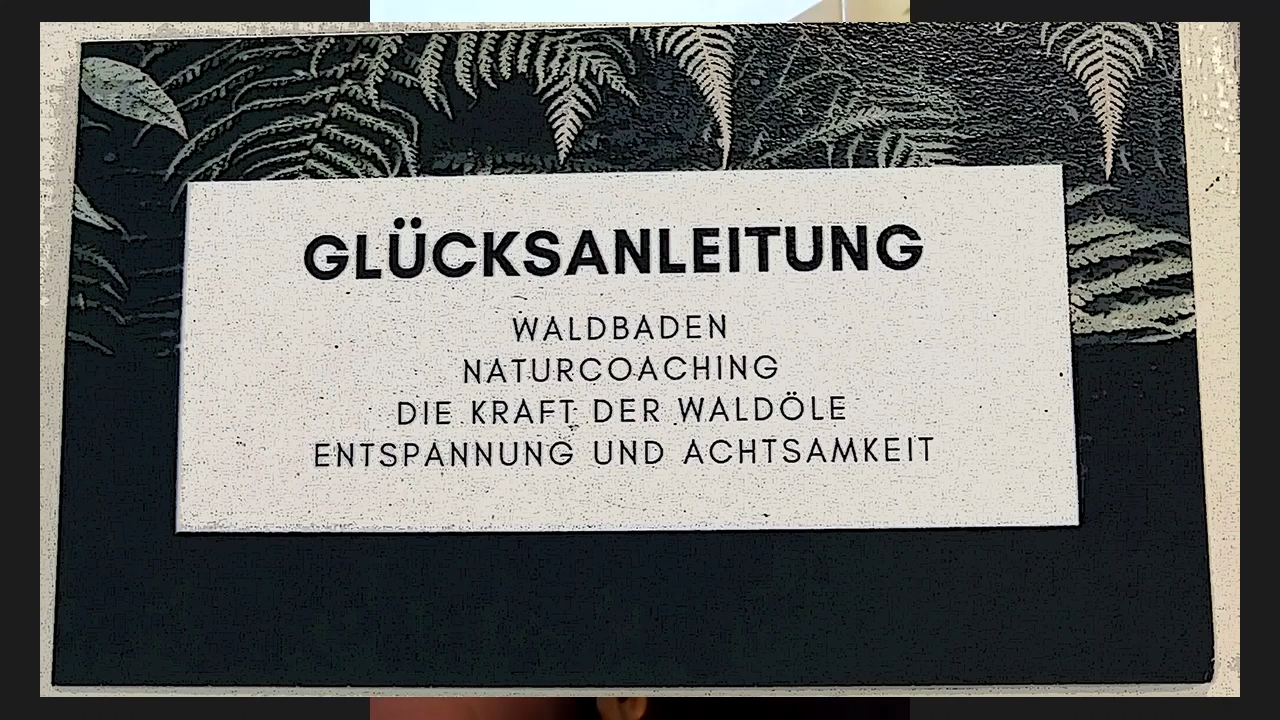 GLÜCKSANLEITUNG
WALDBADEN
NATURCOACHING
DIE KRAFT DER WALDÖLE
ENTSPANNUNG UND ACHTSAMKEIT